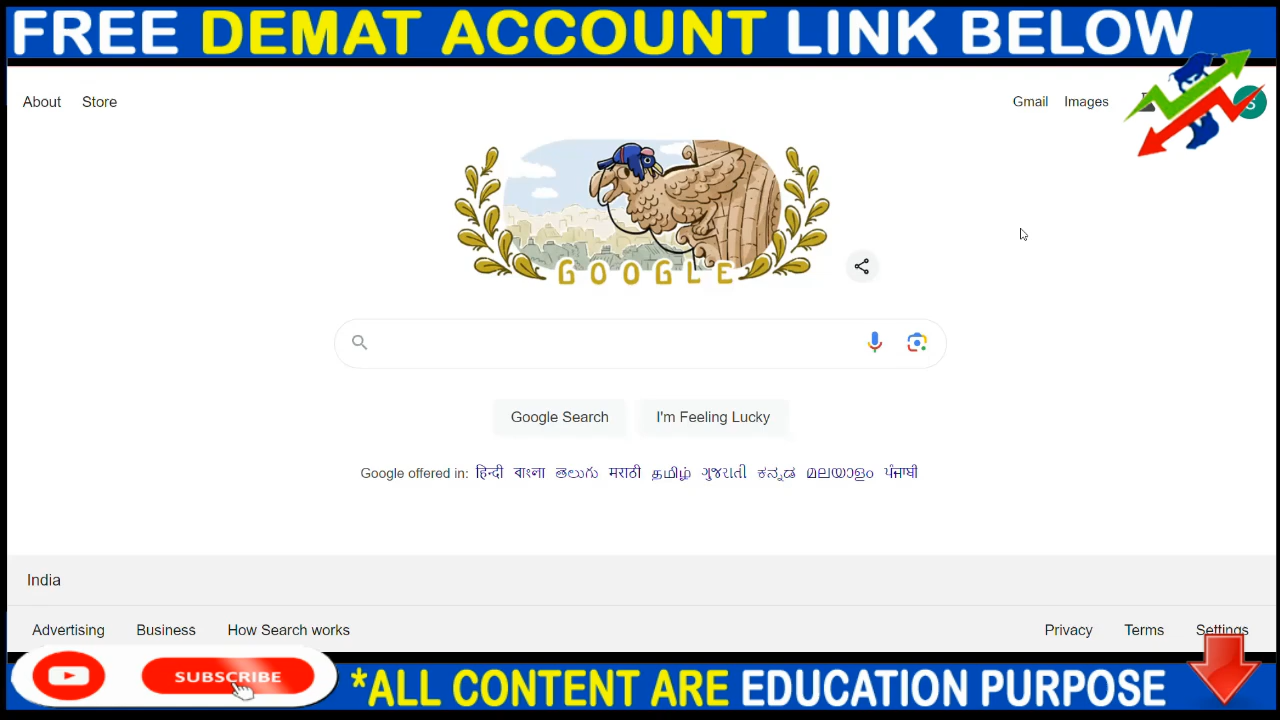 FREE DEMAT ACCOUNT LINK BELOW
About Store Gmail Images S
GOOGLE
Google Search I'm Feeling Lucky
Google offered in: हिन्दी বাংলা తెలుగు मराठी தமிழ் ગુજરાતી ಕನ್ನಡ മലയാളം ਪੰਜਾਬੀ
India
Advertising Business How Search works Privacy Terms Settings
SUBSCRIBE *ALL CONTENT ARE EDUCATION PURPOSE